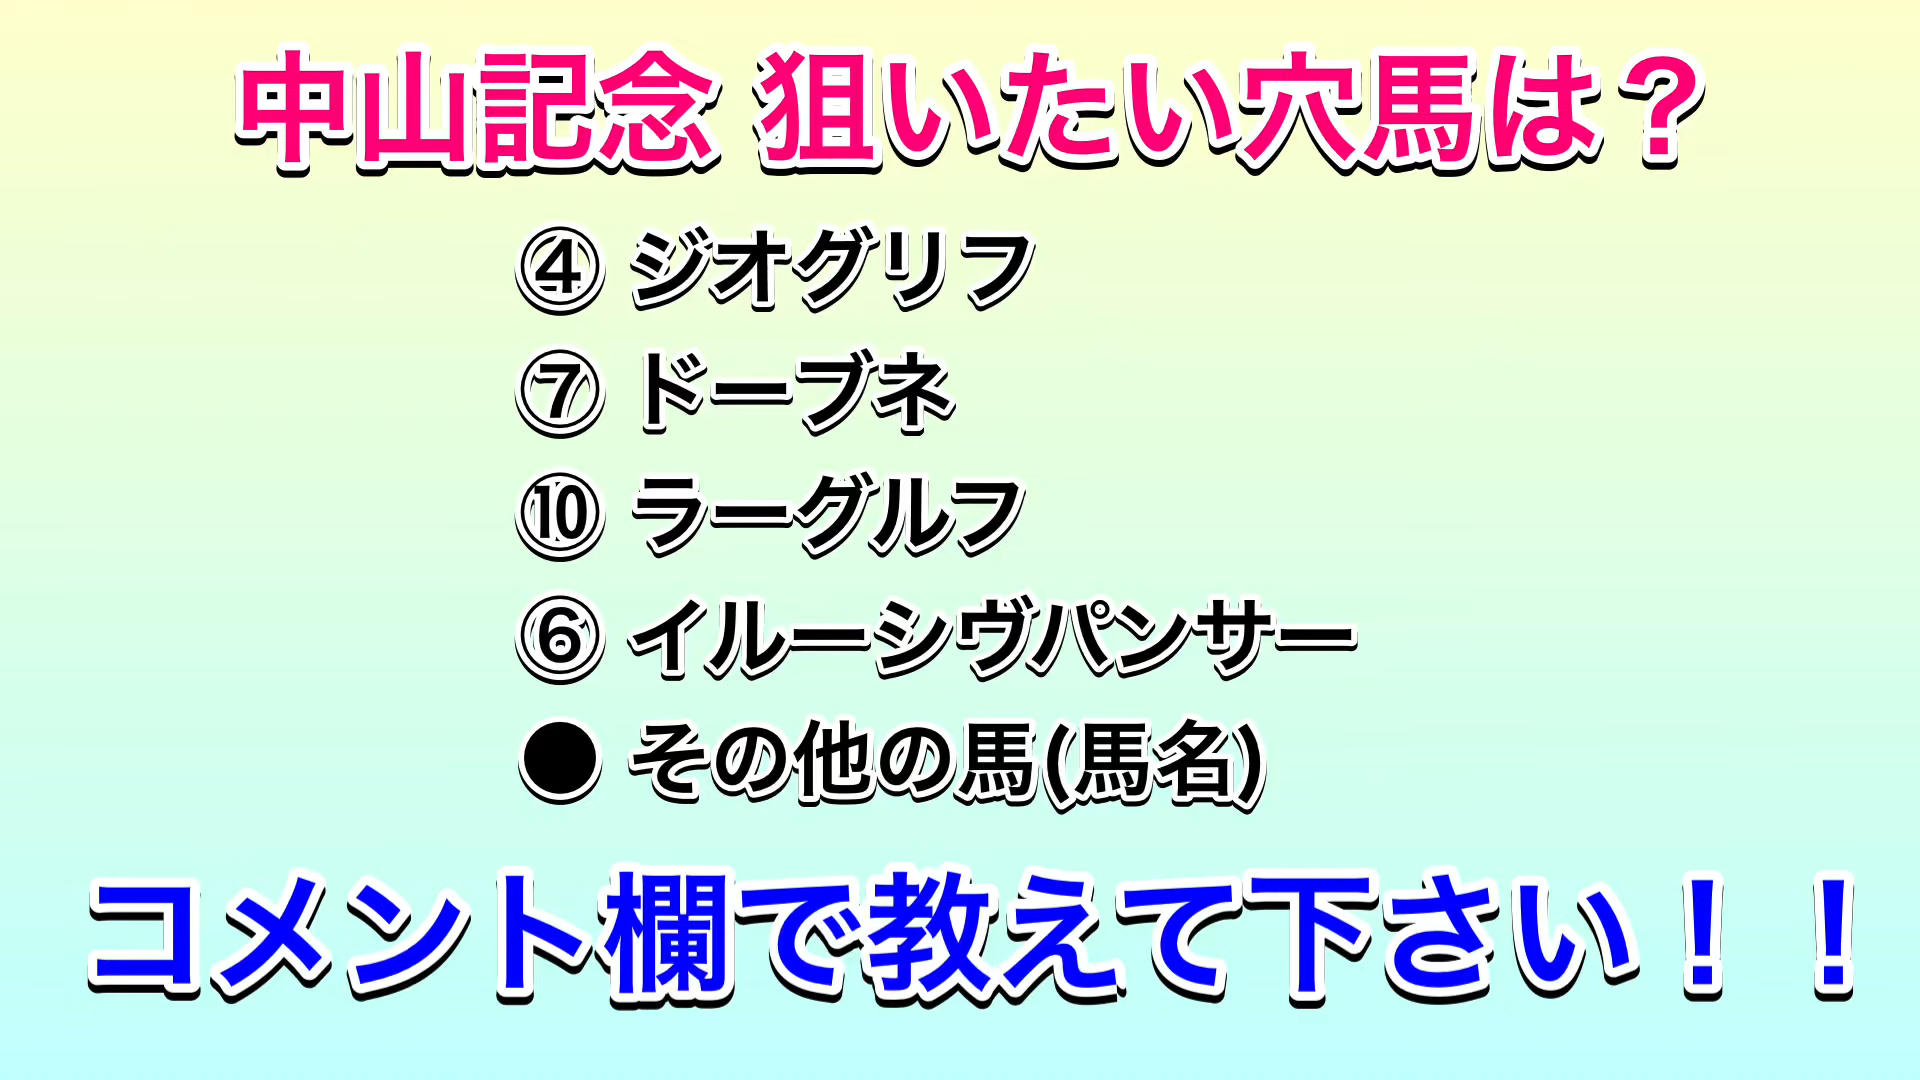 中山記念 狙いたい穴馬は？
④ ジオグリフ
⑦ ドーブネ
⑩ ラーグルフ
⑥ イルーシヴパンサー
● その他の馬(馬名)
コメント欄で教えて下さい！！